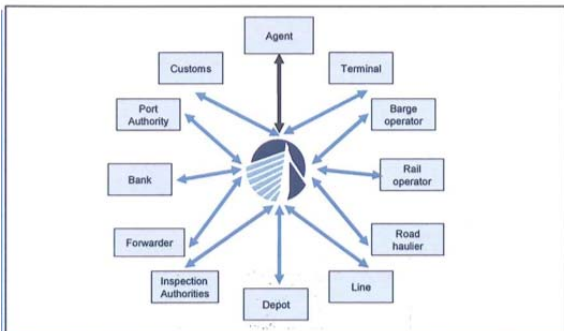 Agent
Customs
Terminal
Port
Authority
Barge
operator
Bank
Rail
operator
Forwarder
Road
haulier
Inspection
Authorities
Depot
Line